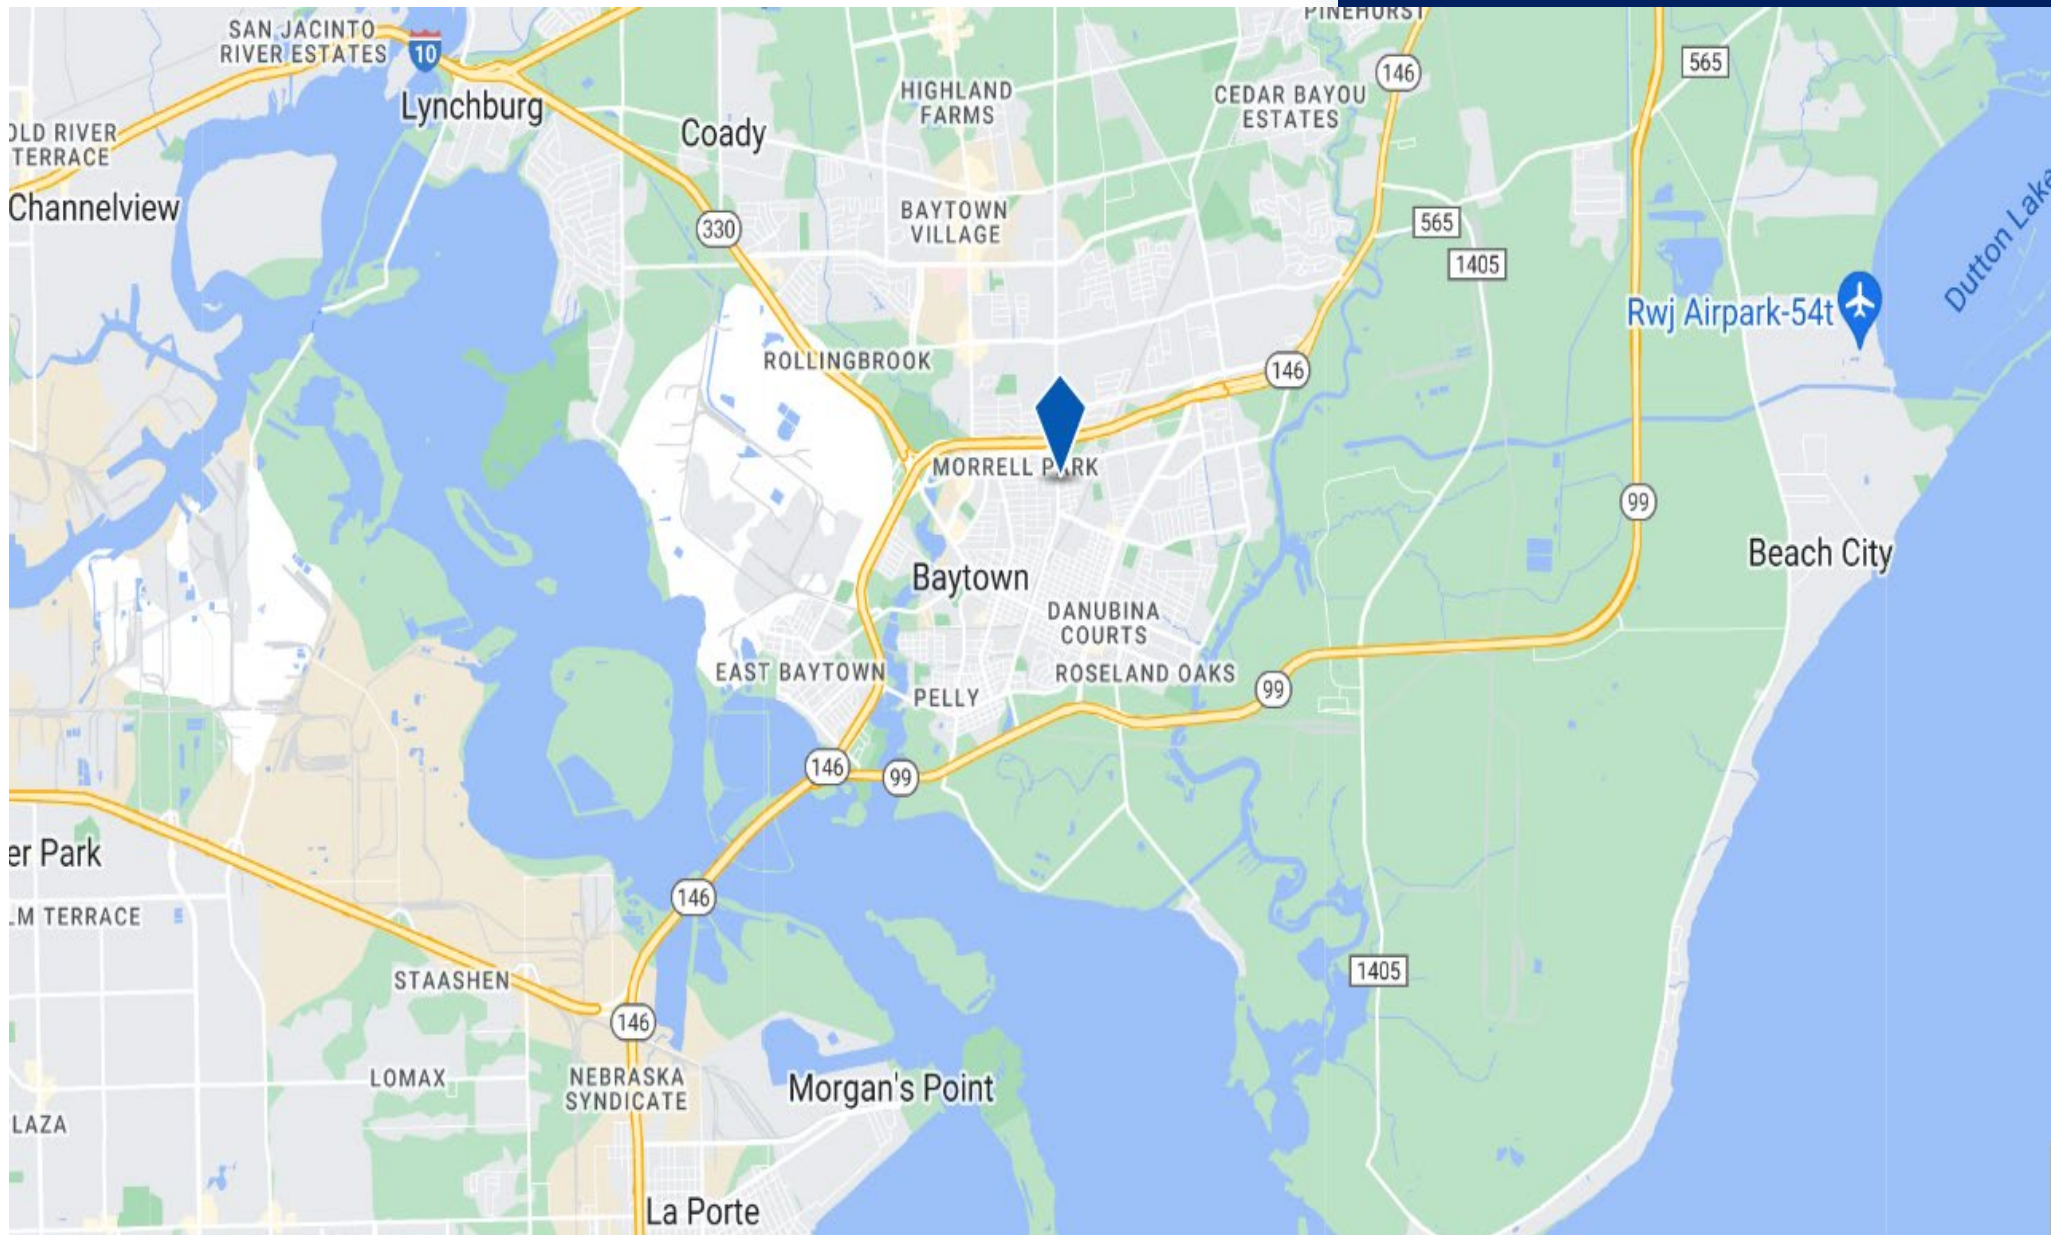 PINEHURST
SAN JACINTO
RIVER ESTATES
10
146
565
Lynchburg
HIGHLAND
FARMS
CEDAR BAYOU
ESTATES
Coady
OLD RIVER
TERRACE
Channelview
330
BAYTOWN
VILLAGE
565
1405
Dutton Lake
Rwj Airpark-54t
ROLLINGBROOK
146
MORRELL P RK
99
Beach City
Baytown
DANUBINA
COURTS
EAST BAYTOWN
ROSELAND OAKS
99
PELLY
146
99
er Park
146
LM TERRACE
STAASHEN
1405
146
LOMAX
NEBRASKA
SYNDICATE
Morgan's Point
LAZA
La Porte